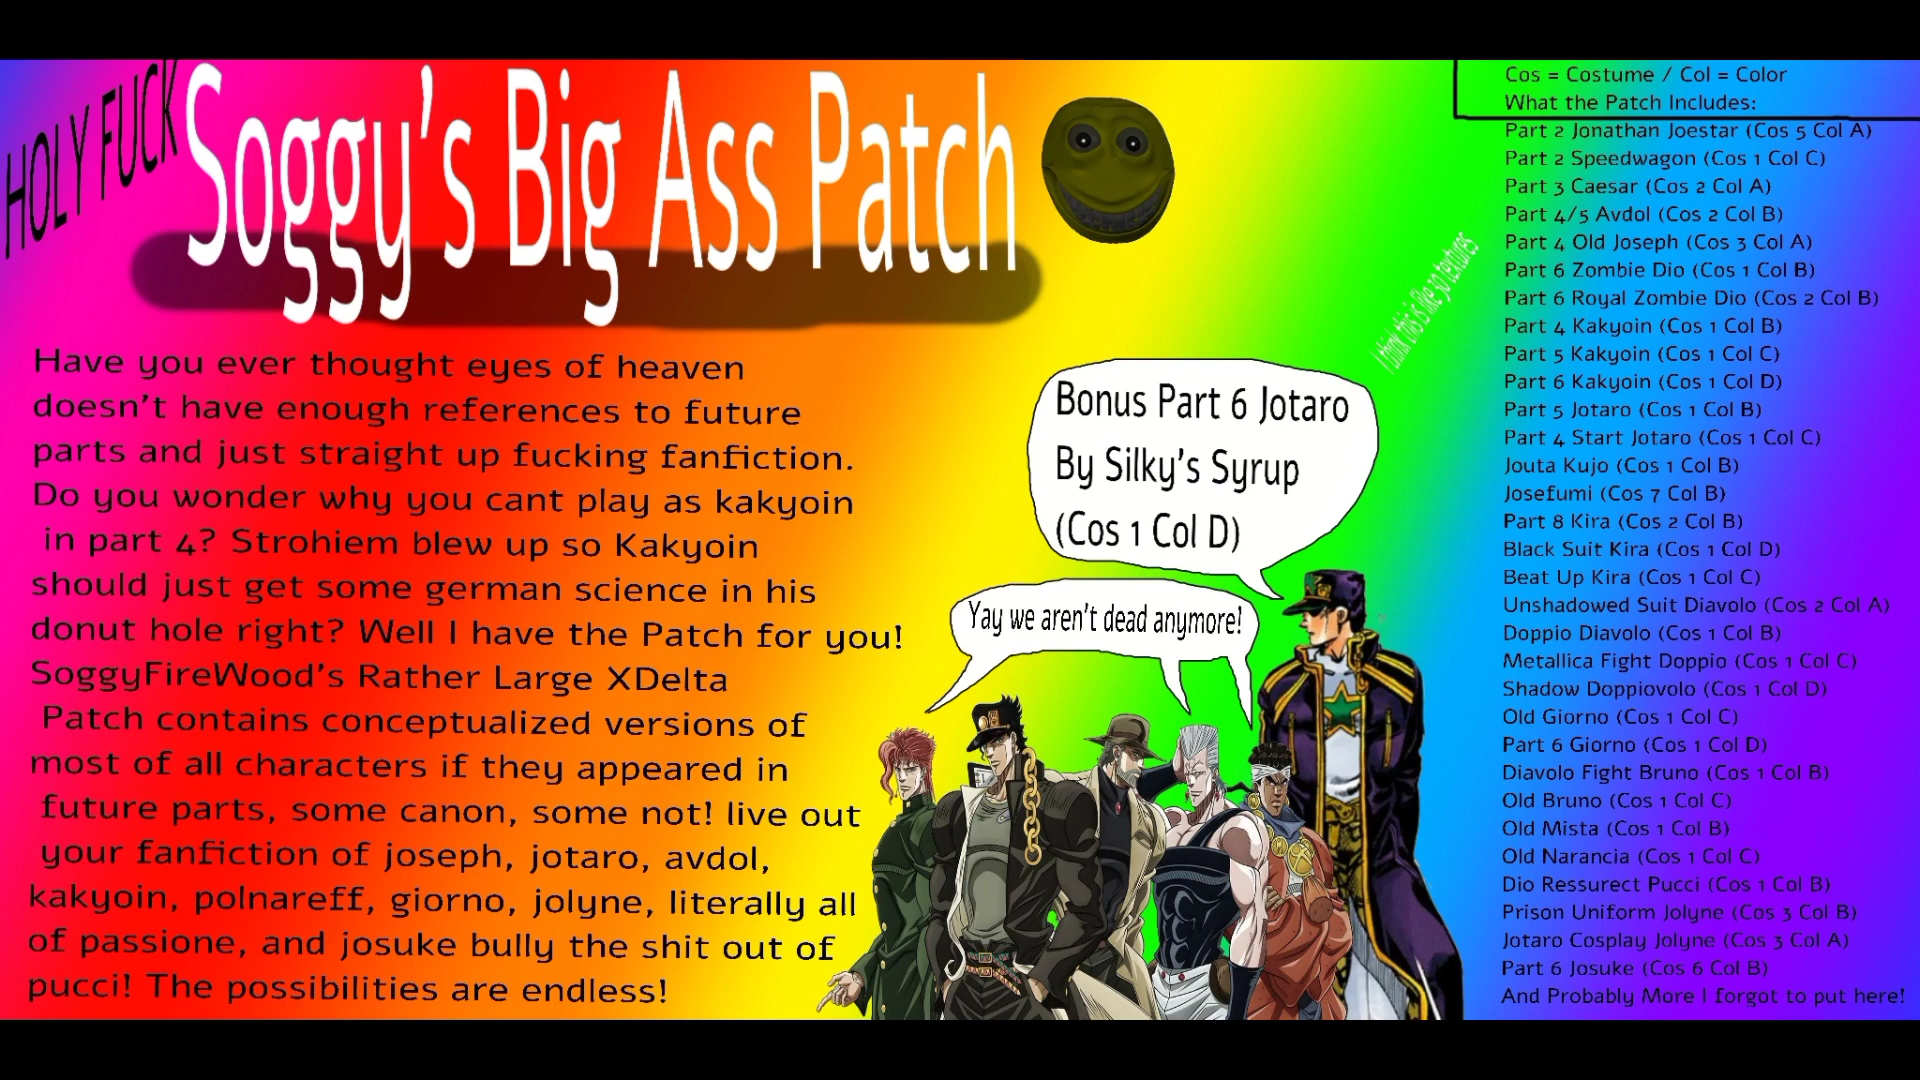 HOLY FUCK
Soggy's Big Ass Patch
Have you ever thought eyes of heaven
doesn't have enough references to future
parts and just straight up fucking fanfiction.
Do you wonder why you cant play as kakyoin
in part 4? Strohiem blew up so Kakyoin
should just get some german science in his
donut hole right? Well I have the Patch for you!
SoggyFireWood's Rather Large XDelta
Patch contains conceptualized versions of
most of all characters if they appeared in
future parts, some canon, some not! live out
your fanfiction of joseph, jotaro, avdol,
kakyoin, polnareff, giorno, jolyne, literally all
of passione, and josuke bully the shit out of
pucci! The possibilities are endless!
Bonus Part 6 Jotaro
By Silky's Syrup
(Cos 1 Col D)
Yay we aren't dead anymore!
I think this is like 30 textures
Cos = Costume / Col = Color
What the Patch Includes:
Part 2 Jonathan Joestar (Cos 5 Col A)
Part 2 Speedwagon (Cos 1 Col C)
Part 3 Caesar (Cos 2 Col A)
Part 4/5 Avdol (Cos 2 Col B)
Part 4 Old Joseph (Cos 3 Col A)
Part 6 Zombie Dio (Cos 1 Col B)
Part 6 Royal Zombie Dio (Cos 2 Col B)
Part 4 Kakyoin (Cos 1 Col B)
Part 5 Kakyoin (Cos 1 Col C)
Part 6 Kakyoin (Cos 1 Col D)
Part 5 Jotaro (Cos 1 Col B)
Part 4 Start Jotaro (Cos 1 Col C)
Jouta Kujo (Cos 1 Col B)
Josefumi (Cos 7 Col B)
Part 8 Kira (Cos 2 Col B)
Black Suit Kira (Cos 1 Col D)
Beat Up Kira (Cos 1 Col C)
Unshadowed Suit Diavolo (Cos 2 Col A)
Doppio Diavolo (Cos 1 Col B)
Metallica Fight Doppio (Cos 1 Col C)
Shadow Doppiovolo (Cos 1 Col D)
Old Giorno (Cos 1 Col C)
Part 6 Giorno (Cos 1 Col D)
Diavolo Fight Bruno (Cos 1 Col B)
Old Bruno (Cos 1 Col C)
Old Mista (Cos 1 Col B)
Old Narancia (Cos 1 Col C)
Dio Ressurect Pucci (Cos 1 Col B)
Prison Uniform Jolyne (Cos 3 Col B)
Jotaro Cosplay Jolyne (Cos 3 Col A)
Part 6 Josuke (Cos 6 Col B)
And Probably More I forgot to put here!